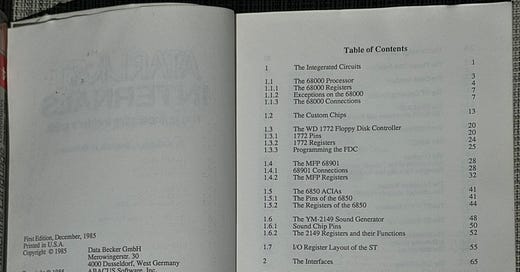 First Edition, December, 1985
Printed in U.S.A.
Copyright © 1985 Data Becker GmbH
Merowingerstr. 30
4000 Dusseldorf, West Germany
Copyright © 1985 ABACUS Software, Inc.
Table of Contents
1 The Integerated Circuits 1
1.1 The 68000 Processor 3
1.1.1 The 68000 Registers 4
1.1.2 Exceptions on the 68000 7
1.1.3 The 68000 Connections 7
1.2 The Custom Chips 13
1.3 The WD 1772 Floppy Disk Controller 20
1.3.1 1772 Pins 20
1.3.2 1772 Registers 24
1.3.3 Programming the FDC 25
1.4 The MFP 68901 28
1.4.1 68901 Connections 28
1.4.2 The MFP Registers 32
1.5 The 6850 ACIAs 41
1.5.1 The Pins of the 6850 41
1.5.2 The Registers of the 6850 44
1.6 The YM-2149 Sound Generator 48
1.6.1 Sound Chip Pins 50
1.6.2 The 2149 Registers and their Functions 52
1.7 I/O Register Layout of the ST 55
2 The Interfaces 65